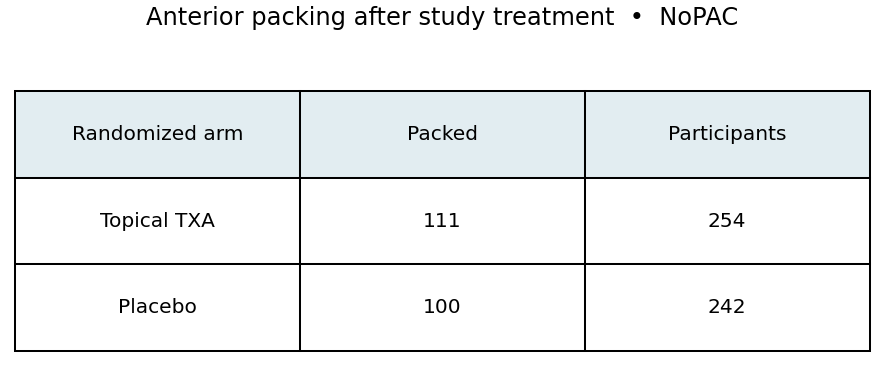 Anterior packing after study treatment • NoPAC
Randomized arm Packed Participants
Topical TXA 111 254
Placebo 100 242